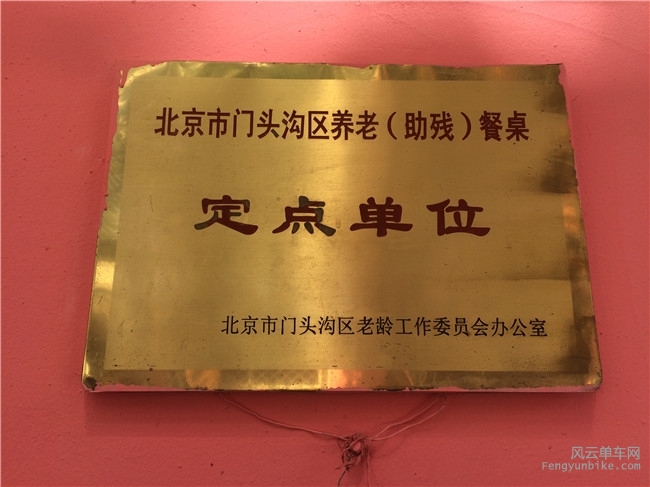 北京市门头沟区养老（助残）餐桌
定点单位
北京市门头沟区老龄工作委员会办公室
风云单车网
Fengyunbike.com